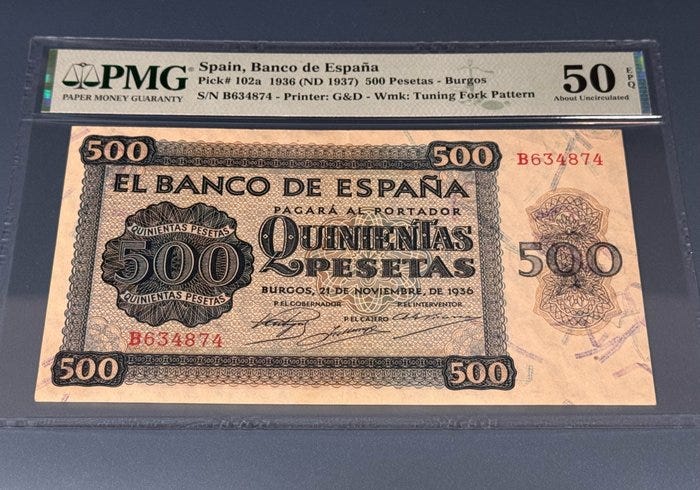 PMG
PAPER MONEY GUARANTY
Spain, Banco de España
Pick# 102a 1936 (ND 1937) 500 Pesetas - Burgos
S/N B634874 - Printer: G&D - Wmk: Tuning Fork Pattern
50 EPQ
About Uncirculated
500 500
B634874
EL BANCO DE ESPAÑA
PAGARÁ AL PORTADOR
QUINIENTAS
PESETAS
QUINIENTAS PESETAS
500
QUINIENTAS PESETAS
500
BURGOS, 21 DE NOVIEMBRE, DE 1936
P. EL GOBERNADOR P. EL INTERVENTOR
P. EL CAJERO
B634874
500 500